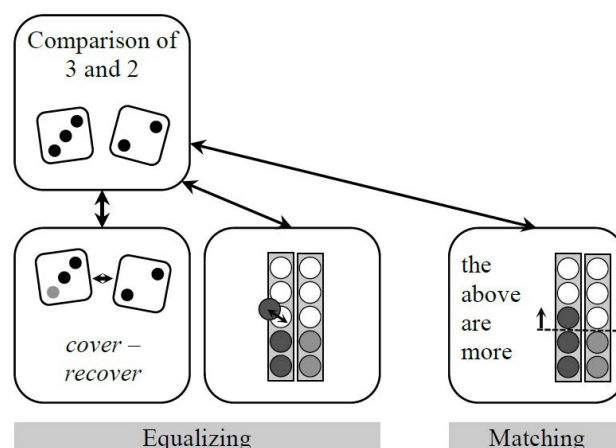 Comparison of
3 and 2
cover –
recover
the
above
are
more
Equalizing
Matching